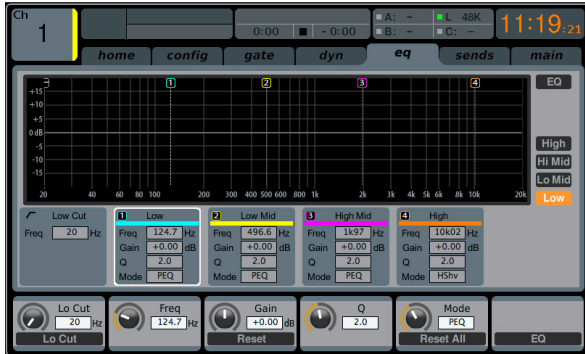 Ch
1
0:00 - 0:00
A: - L 48K
B: - C: -
11:19:21
home config gate dyn eq sends main
+15
+10
+5
0 dB
-5
-10
-15
1 2 3 4
20 40 60 80 100 200 300 400 500 600 800 1k 2k 3k 4k 5k 6k 8k 10k 20k
EQ
High
Hi Mid
Lo Mid
Low
Low Cut
Freq 20 Hz
1 Low
Freq 124.7 Hz
Gain +0.00 dB
Q 2.0
Mode PEQ
2 Low Mid
Freq 496.6 Hz
Gain +0.00 dB
Q 2.0
Mode PEQ
3 High Mid
Freq 1k97 Hz
Gain +0.00 dB
Q 2.0
Mode PEQ
4 High
Freq 10k02 Hz
Gain +0.00 dB
Q 2.0
Mode HShv
Lo Cut
20 Hz
Lo Cut
Freq
124.7 Hz
Gain
+0.00 dB
Reset
Q
2.0
Mode
PEQ
Reset All
EQ